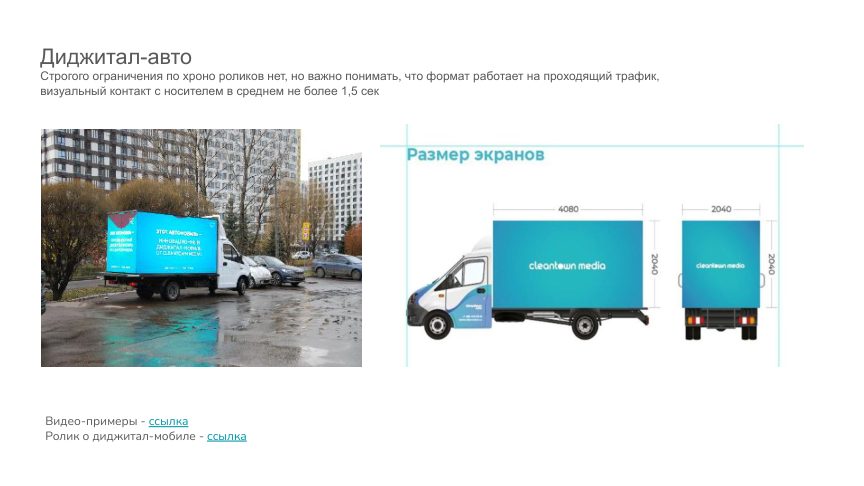 Диджитал-авто
Строгого ограничения по хроно роликов нет, но важно понимать, что формат работает на проходящий трафик,
визуальный контакт с носителем в среднем не более 1,5 сек
Размер экранов
4080
2040
2040
2040
cleantown media
cleantown media
ЭТОТ АВТОМОБИЛЬ —
Видео-примеры - ссылка
Ролик о диджитал-мобиле - ссылка